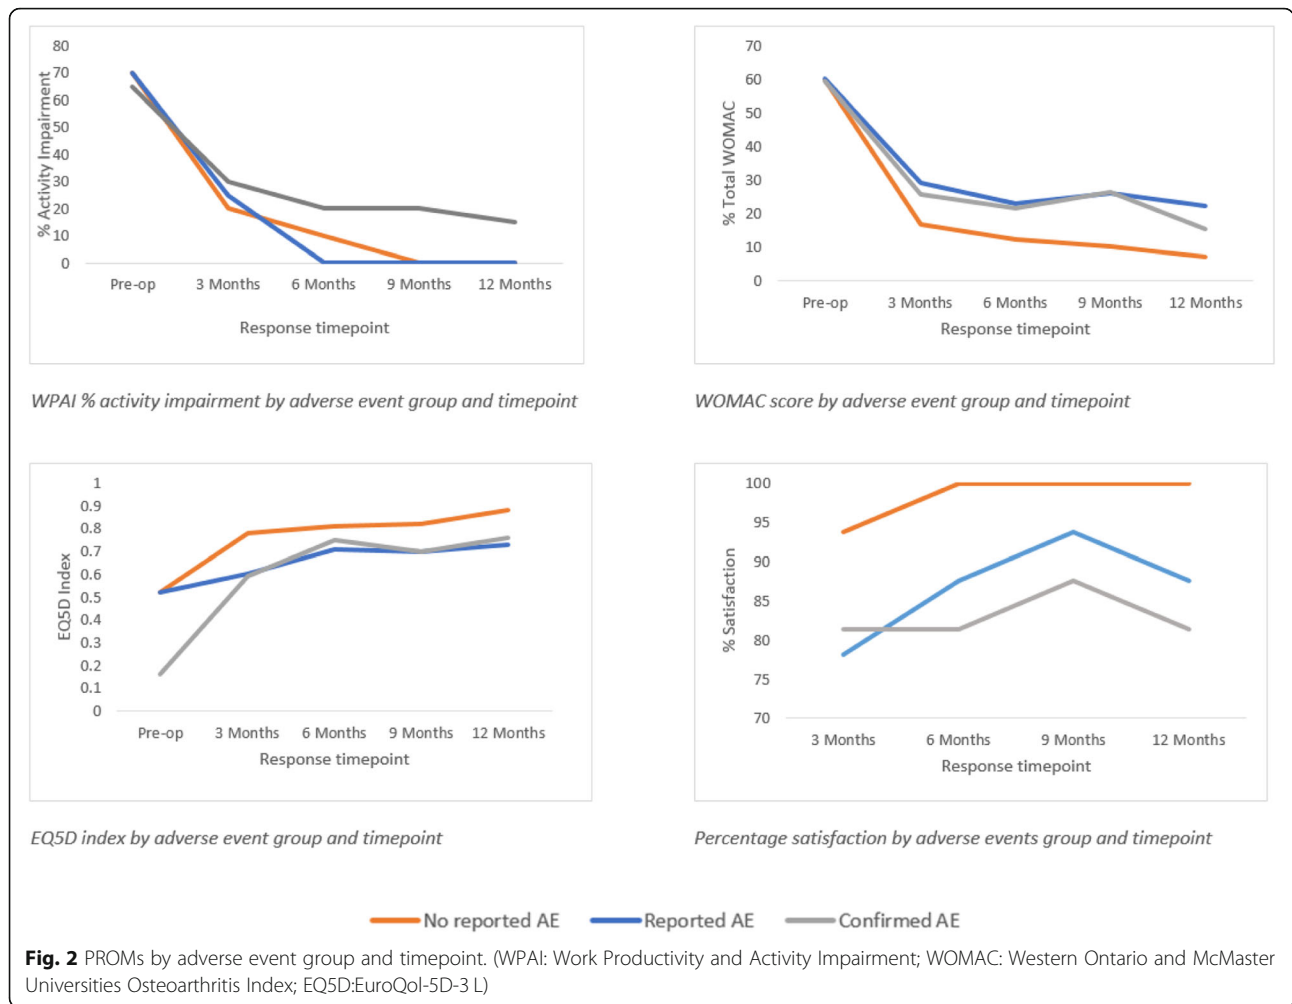 80
70
60
50
40
30
20
10
0
% Activity Impairment
Pre-op 3 Months 6 Months 9 Months 12 Months
Response timepoint
WPAI % activity impairment by adverse event group and timepoint
70
60
50
40
30
20
10
0
% Total WOMAC
Pre-op 3 Months 6 Months 9 Months 12 Months
Response timepoint
WOMAC score by adverse event group and timepoint
1
0.9
0.8
0.7
0.6
0.5
0.4
0.3
0.2
0.1
0
EQ5D Index
Pre-op 3 Months 6 Months 9 Months 12 Months
Response timepoint
EQ5D index by adverse event group and timepoint
100
95
90
85
80
75
70
% Satisfaction
3 Months 6 Months 9 Months 12 Months
Response timepoint
Percentage satisfaction by adverse events group and timepoint
No reported AE Reported AE Confirmed AE
Fig. 2 PROMs by adverse event group and timepoint. (WPAI: Work Productivity and Activity Impairment; WOMAC: Western Ontario and McMaster
Universities Osteoarthritis Index; EQ5D:EuroQol-5D-3 L)